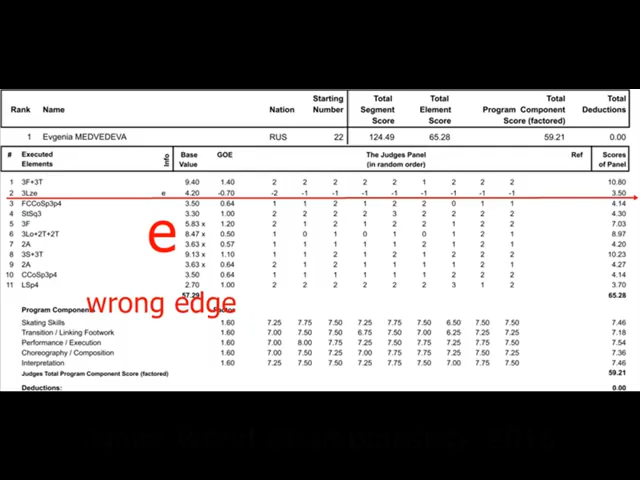 Rank Name Nation Starting Number Total Segment Score Total Element Score Total Program Component Score (factored) Total Deductions
1 Evgenia MEDVEDEVA RUS 22 124.49 65.28 59.21 0.00
# Executed Elements Info Base Value GOE The Judges Panel (in random order) Ref Scores of Panel
1 3F+3T 9.40 1.40 2 2 2 2 2 1 2 2 2 10.80
2 3Lze e 4.20 -0.70 -2 -1 -1 -1 -1 -1 -1 -1 -1 3.50
3 FCCoSp3p4 3.50 0.64 1 1 2 1 2 2 0 1 1 4.14
4 StSq3 3.30 1.00 2 2 2 2 3 2 2 2 2 4.30
5 3F 5.83 x 1.20 2 1 2 1 2 2 1 2 2 7.03
6 3Lo+2T+2T 8.47 x 0.50 1 0 1 0 1 0 1 1 1 8.97
7 2A 3.63 x 0.57 1 1 1 1 1 1 2 1 2 4.20
8 3S+3T 9.13 x 1.10 1 1 2 1 2 1 2 2 2 10.23
9 2A 3.63 x 0.64 2 1 2 1 1 1 1 1 2 4.27
10 CCoSp3p4 3.50 0.64 1 1 1 1 1 1 2 2 2 4.14
11 LSp4 2.70 1.00 2 2 2 2 2 2 3 1 2 3.70
57.29 65.28
e
wrong edge
Program Components Factor
Skating Skills 1.60 7.25 7.75 7.50 7.25 7.75 7.50 6.50 7.50 7.50 7.46
Transition / Linking Footwork 1.60 7.00 7.50 7.50 6.75 7.50 7.00 6.25 7.25 7.25 7.18
Performance / Execution 1.60 7.00 8.00 7.75 7.25 7.75 7.50 7.25 7.75 7.50 7.54
Choreography / Composition 1.60 7.25 7.50 7.25 7.00 7.75 7.25 7.25 7.75 7.25 7.36
Interpretation 1.60 7.25 7.50 7.50 7.25 7.75 7.50 7.25 7.75 7.50 7.46
Judges Total Program Component Score (factored) 59.21
Deductions: 0.00